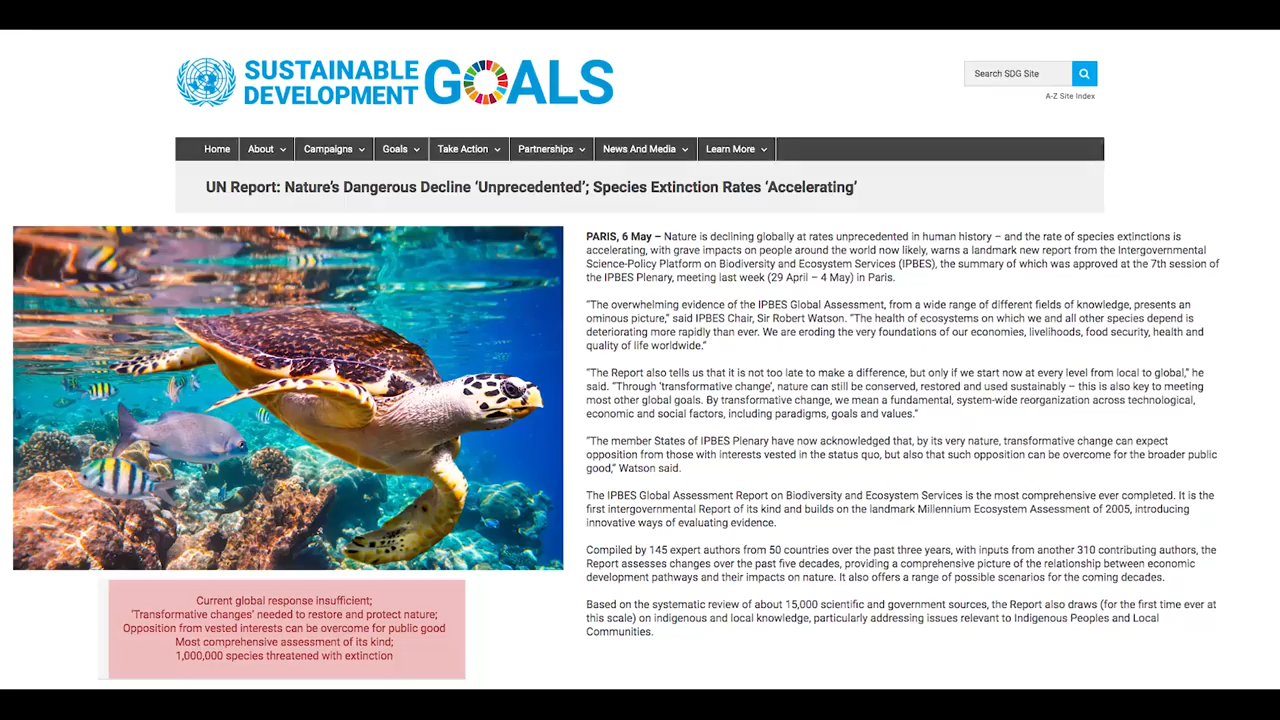 SUSTAINABLE
DEVELOPMENT
GOALS
Search SDG Site
A-Z Site Index
Home
About
Campaigns
Goals
Take Action
Partnerships
News And Media
Learn More
UN Report: Nature’s Dangerous Decline ‘Unprecedented’; Species Extinction Rates ‘Accelerating’
PARIS, 6 May – Nature is declining globally at rates unprecedented in human history – and the rate of species extinctions is
accelerating, with grave impacts on people around the world now likely, warns a landmark new report from the Intergovernmental
Science-Policy Platform on Biodiversity and Ecosystem Services (IPBES), the summary of which was approved at the 7th session of
the IPBES Plenary, meeting last week (29 April – 4 May) in Paris.
“The overwhelming evidence of the IPBES Global Assessment, from a wide range of different fields of knowledge, presents an
ominous picture,” said IPBES Chair, Sir Robert Watson. “The health of ecosystems on which we and all other species depend is
deteriorating more rapidly than ever. We are eroding the very foundations of our economies, livelihoods, food security, health and
quality of life worldwide.”
“The Report also tells us that it is not too late to make a difference, but only if we start now at every level from local to global,” he
said. “Through ‘transformative change’, nature can still be conserved, restored and used sustainably – this is also key to meeting
most other global goals. By transformative change, we mean a fundamental, system-wide reorganization across technological,
economic and social factors, including paradigms, goals and values.”
“The member States of IPBES Plenary have now acknowledged that, by its very nature, transformative change can expect
opposition from those with interests vested in the status quo, but also that such opposition can be overcome for the broader public
good,” Watson said.
The IPBES Global Assessment Report on Biodiversity and Ecosystem Services is the most comprehensive ever completed. It is the
first intergovernmental Report of its kind and builds on the landmark Millennium Ecosystem Assessment of 2005, introducing
innovative ways of evaluating evidence.
Compiled by 145 expert authors from 50 countries over the past three years, with inputs from another 310 contributing authors, the
Report assesses changes over the past five decades, providing a comprehensive picture of the relationship between economic
development pathways and their impacts on nature. It also offers a range of possible scenarios for the coming decades.
Based on the systematic review of about 15,000 scientific and government sources, the Report also draws (for the first time ever at
this scale) on indigenous and local knowledge, particularly addressing issues relevant to Indigenous Peoples and Local
Communities.
Current global response insufficient;
‘Transformative changes’ needed to restore and protect nature;
Opposition from vested interests can be overcome for public good
Most comprehensive assessment of its kind;
1,000,000 species threatened with extinction